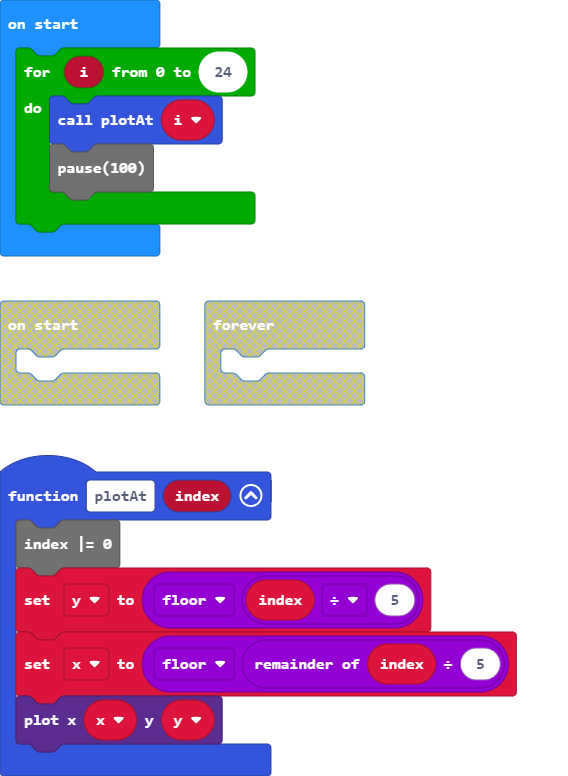 on start
for i from 0 to 24
do
call plotAt i
pause(100)
on start
forever
function plotAt index
index |= 0
set y to floor index ÷ 5
set x to floor remainder of index ÷ 5
plot x x y y